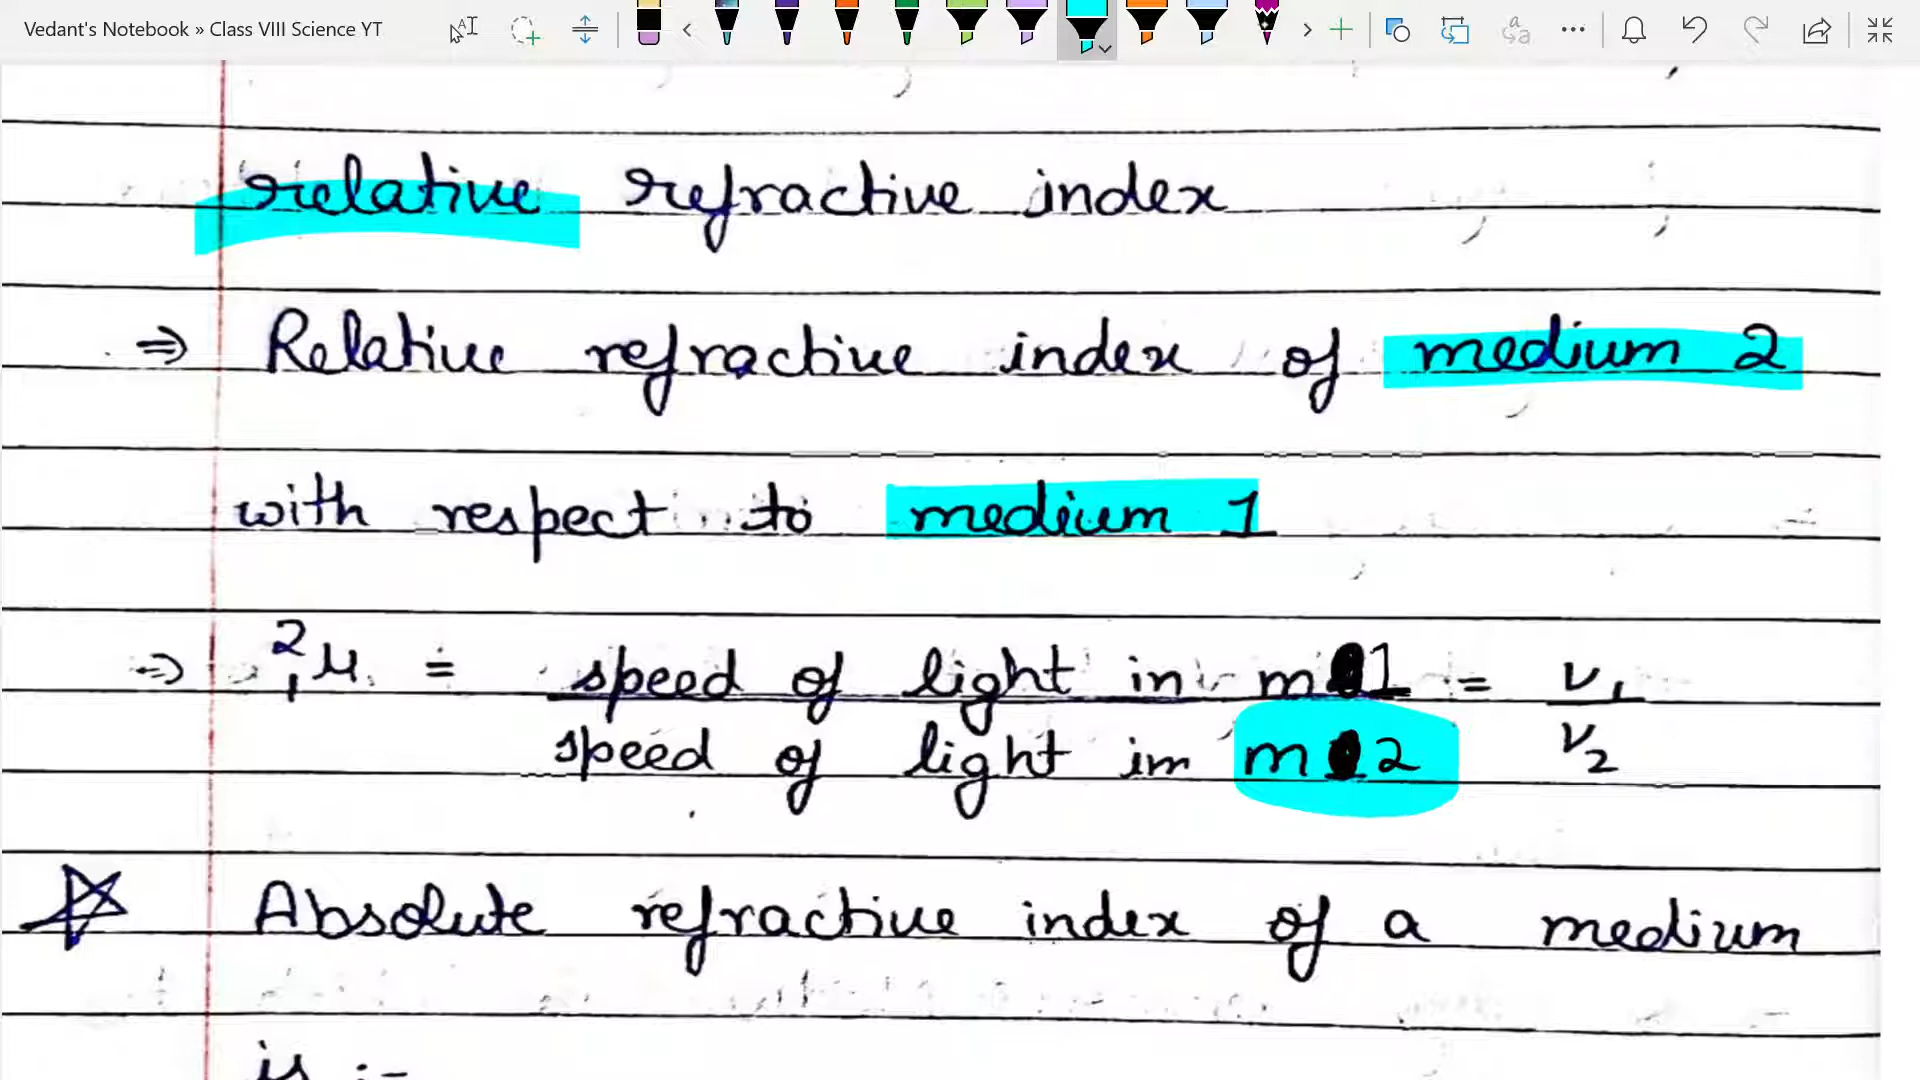 Vedant's Notebook » Class VIII Science YT
relative refractive index
⇒ Relative refractive index of medium 2
with respect to medium 1
⇒ ²₁μ = speed of light in m1 = v₁
speed of light in m2 v₂
☆ Absolute refractive index of a medium
is :-